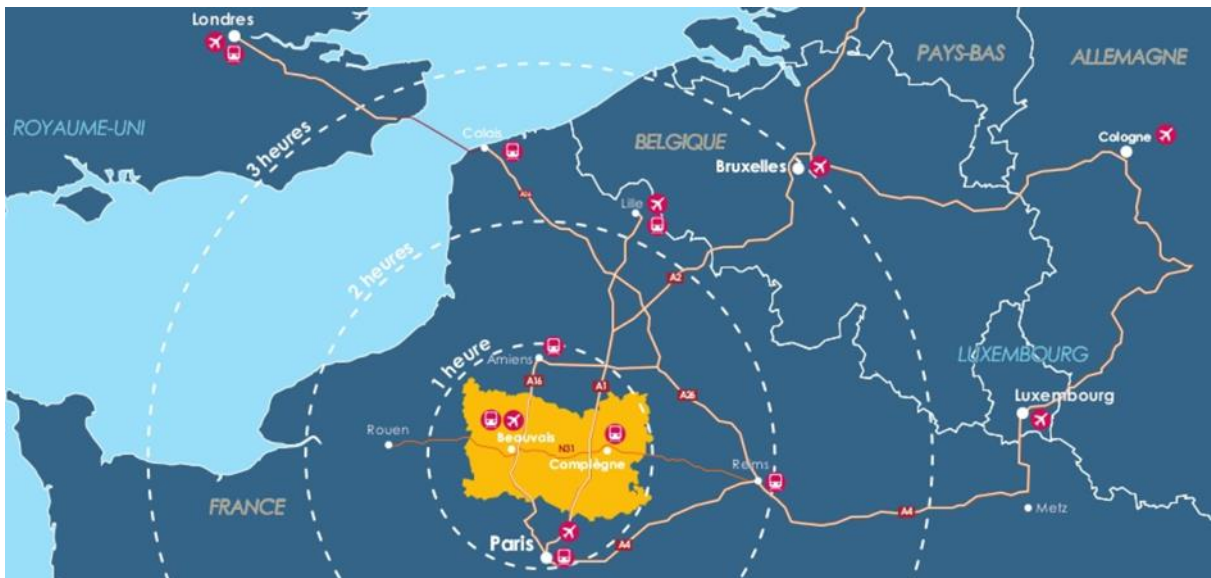 Londres
PAYS-BAS
ALLEMAGNE
ROYAUME-UNI
3 heures
Calais
BELGIQUE
Cologne
Bruxelles
A26
Lille
2 heures
A2
1 heure
Amiens
LUXEMBOURG
A16
A1
A26
Luxembourg
Rouen
Beauvais
N31
Compiègne
Reims
FRANCE
A4
Metz
Paris
A4